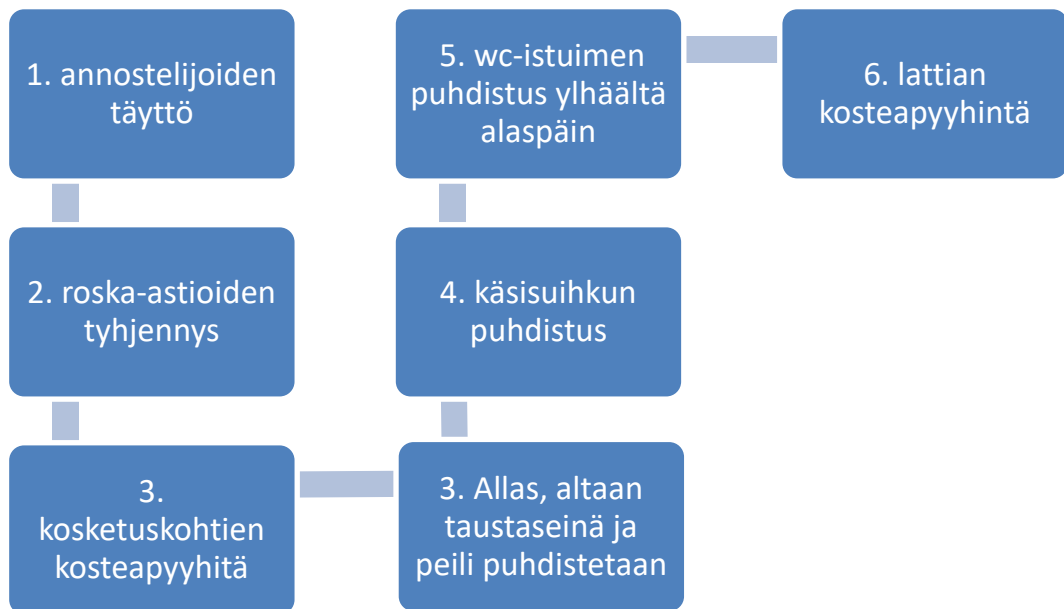 1. annostelijoiden
täyttö
2. roska-astioiden
tyhjennys
3.
kosketuskohtien
kosteapyyhitä
3. Allas, altaan
taustaseinä ja
peili puhdistetaan
4. käsisuihkun
puhdistus
5. wc-istuimen
puhdistus ylhäältä
alaspäin
6. lattian
kosteapyyhintä